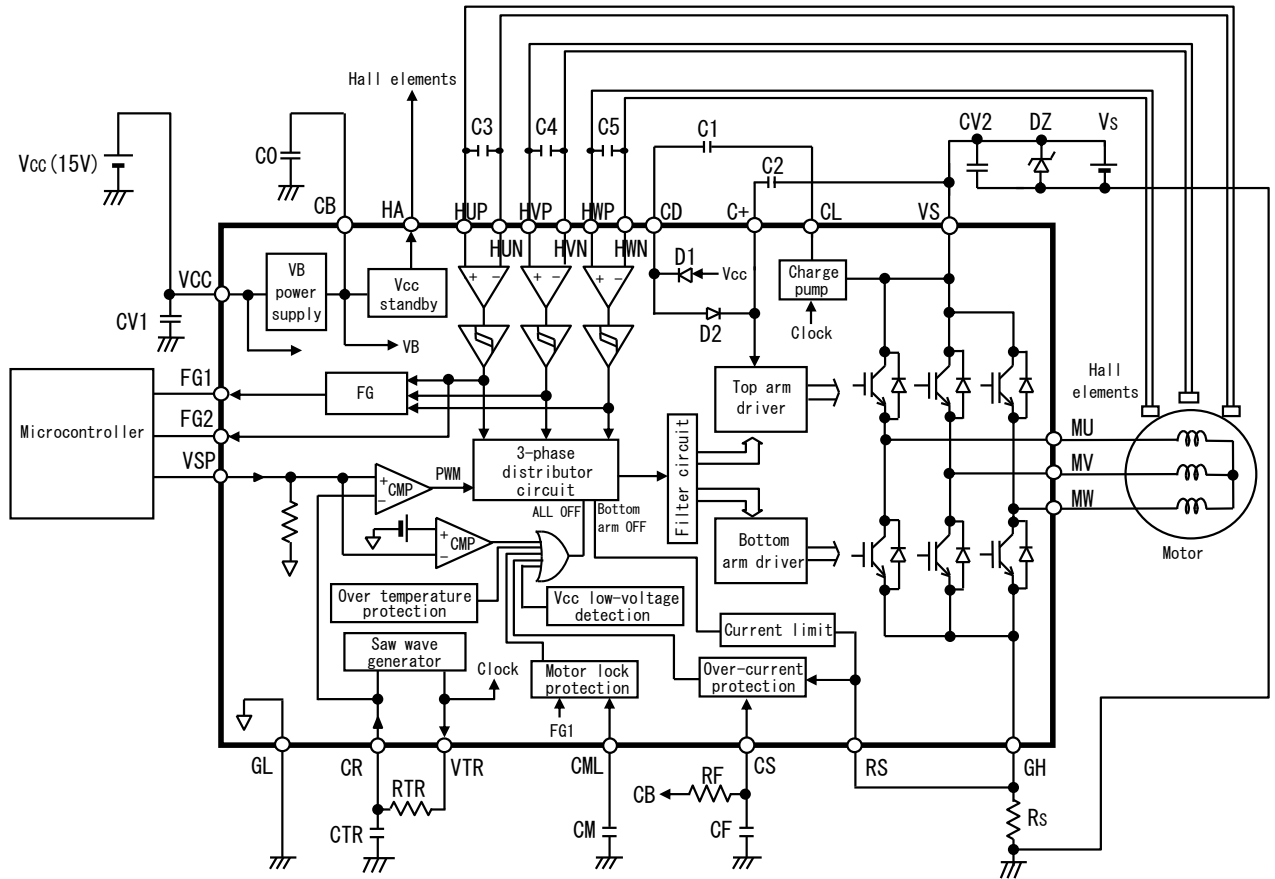 Hall elements
C3
C4
C5
C1
C2
CV2
DZ
VS
VCC (15V)
C0
CB
HA
HUP
HUN
HVP
HVN
HWP
HWN
CD
C+
CL
VS
VCC
CV1
VB
power
supply
Vcc
standby
VB
+ −
+ −
+ −
D1
Vcc
D2
Charge
pump
Clock
FG1
FG
FG2
Microcontroller
VSP
Top arm
driver
Hall
elements
MU
MV
MW
Motor
+
−
CMP
PWM
3-phase
distributor
circuit
Filter circuit
ALL OFF
Bottom
arm OFF
+
−
CMP
Bottom
arm driver
Over temperature
protection
Vcc low-voltage
detection
Current limit
Saw wave
generator
Clock
Motor lock
protection
FG1
Over-current
protection
GL
CR
VTR
CML
CS
RS
GH
RTR
CTR
CM
CB
RF
CF
RS